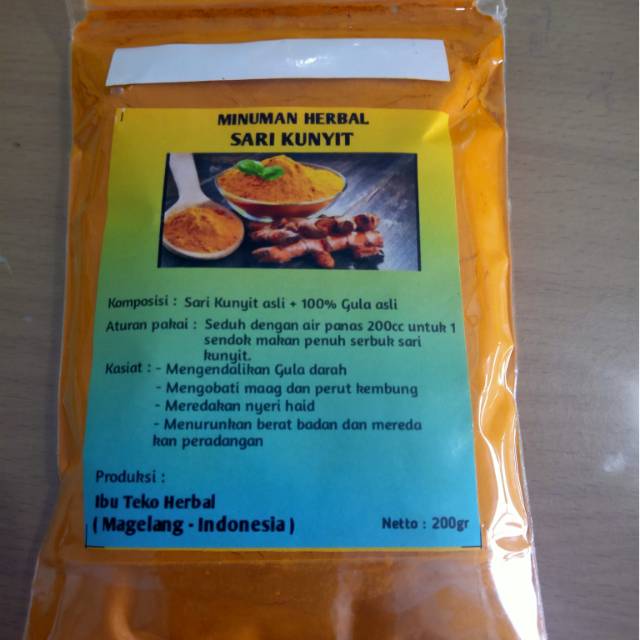 MINUMAN HERBAL
SARI KUNYIT
Komposisi : Sari Kunyit asli + 100% Gula asli
Aturan pakai : Seduh dengan air panas 200cc untuk 1
sendok makan penuh serbuk sari
kunyit.
Kasiat : - Mengendalikan Gula darah
- Mengobati maag dan perut kembung
- Meredakan nyeri haid
- Menurunkan berat badan dan mereda
kan peradangan
Produksi :
Ibu Teko Herbal
( Magelang - Indonesia )
Netto : 200gr